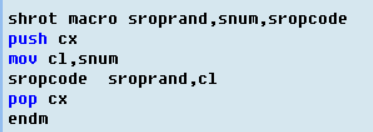 shrot macro sroprand,snum,sropcode
push cx
mov cl,snum
sropcode  sroprand,cl
pop cx
endm